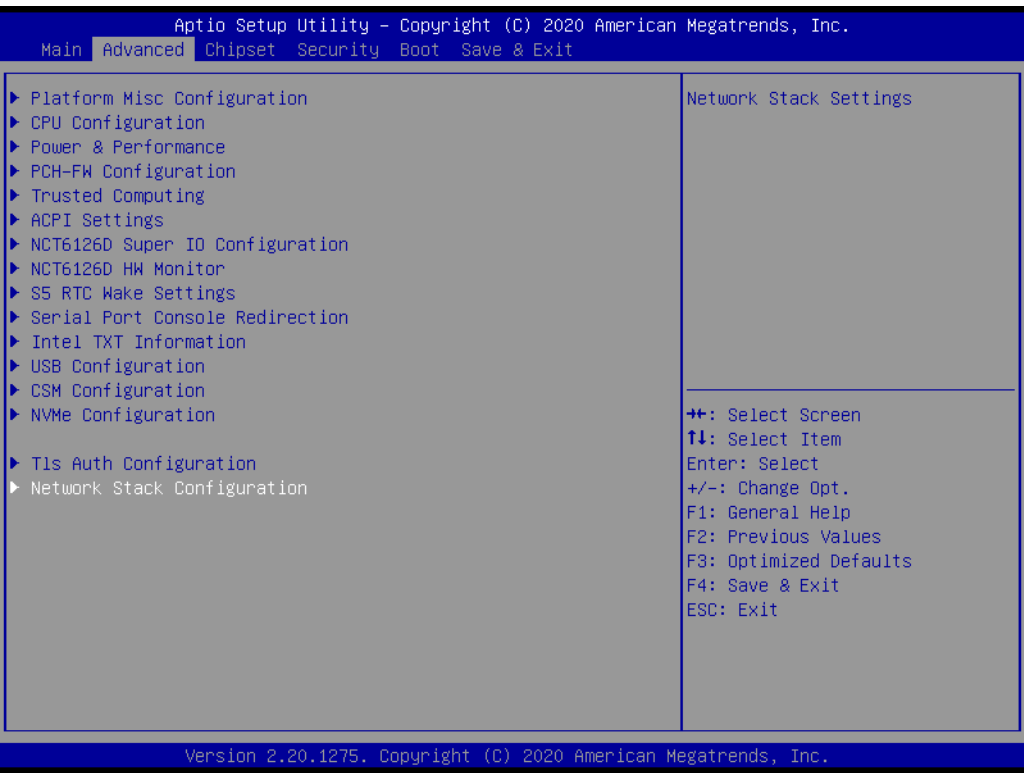 Aptio Setup Utility – Copyright (C) 2020 American Megatrends, Inc.
Main Advanced Chipset Security Boot Save & Exit
Platform Misc Configuration
CPU Configuration
Power & Performance
PCH-FW Configuration
Trusted Computing
ACPI Settings
NCT6126D Super IO Configuration
NCT6126D HW Monitor
S5 RTC Wake Settings
Serial Port Console Redirection
Intel TXT Information
USB Configuration
CSM Configuration
NVMe Configuration
Tls Auth Configuration
Network Stack Configuration
Network Stack Settings
→←: Select Screen
↑↓: Select Item
Enter: Select
+/-: Change Opt.
F1: General Help
F2: Previous Values
F3: Optimized Defaults
F4: Save & Exit
ESC: Exit
Version 2.20.1275. Copyright (C) 2020 American Megatrends, Inc.